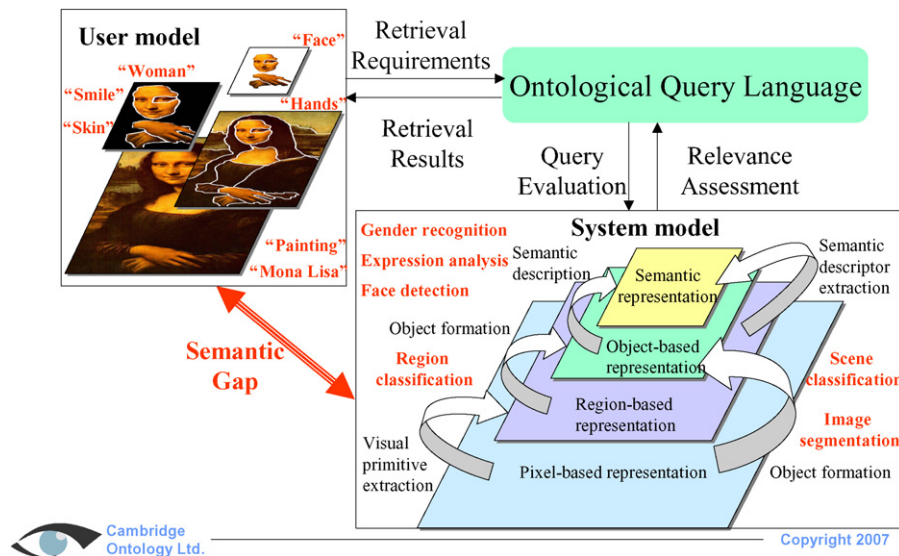 User model
“Face”
“Woman”
“Smile”
“Hands”
“Skin”
“Painting”
“Mona Lisa”
Retrieval
Requirements
Retrieval
Results
Ontological Query Language
Query
Evaluation
Relevance
Assessment
Semantic
Gap
System model
Gender recognition
Expression analysis
Face detection
Semantic
description
Semantic
representation
Semantic
descriptor
extraction
Object formation
Object-based
representation
Region
classification
Scene
classification
Region-based
representation
Image
segmentation
Visual
primitive
extraction
Pixel-based representation
Object formation
Cambridge
Ontology Ltd.
Copyright 2007